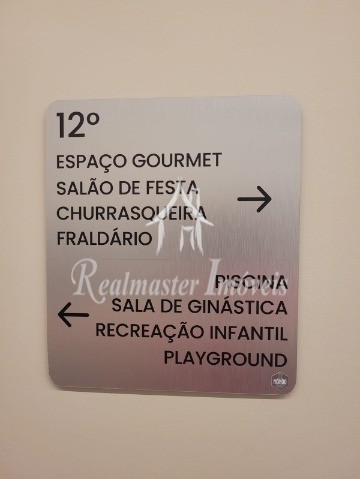 12º
ESPAÇO GOURMET
SALÃO DE FESTA
CHURRASQUEIRA
FRALDÁRIO
Realmaster Imóveis
PISCINA
SALA DE GINÁSTICA
RECREAÇÃO INFANTIL
PLAYGROUND